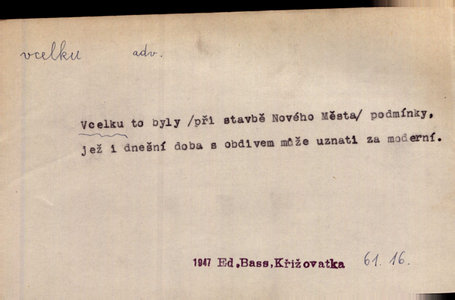 vcelku adv.
Vcelku to byly /při stavbě Nového Města/ podmínky,
jež i dnešní doba s obdivem může uznati za moderní.
1947 Ed.Bass,Křižovatka 61.16.